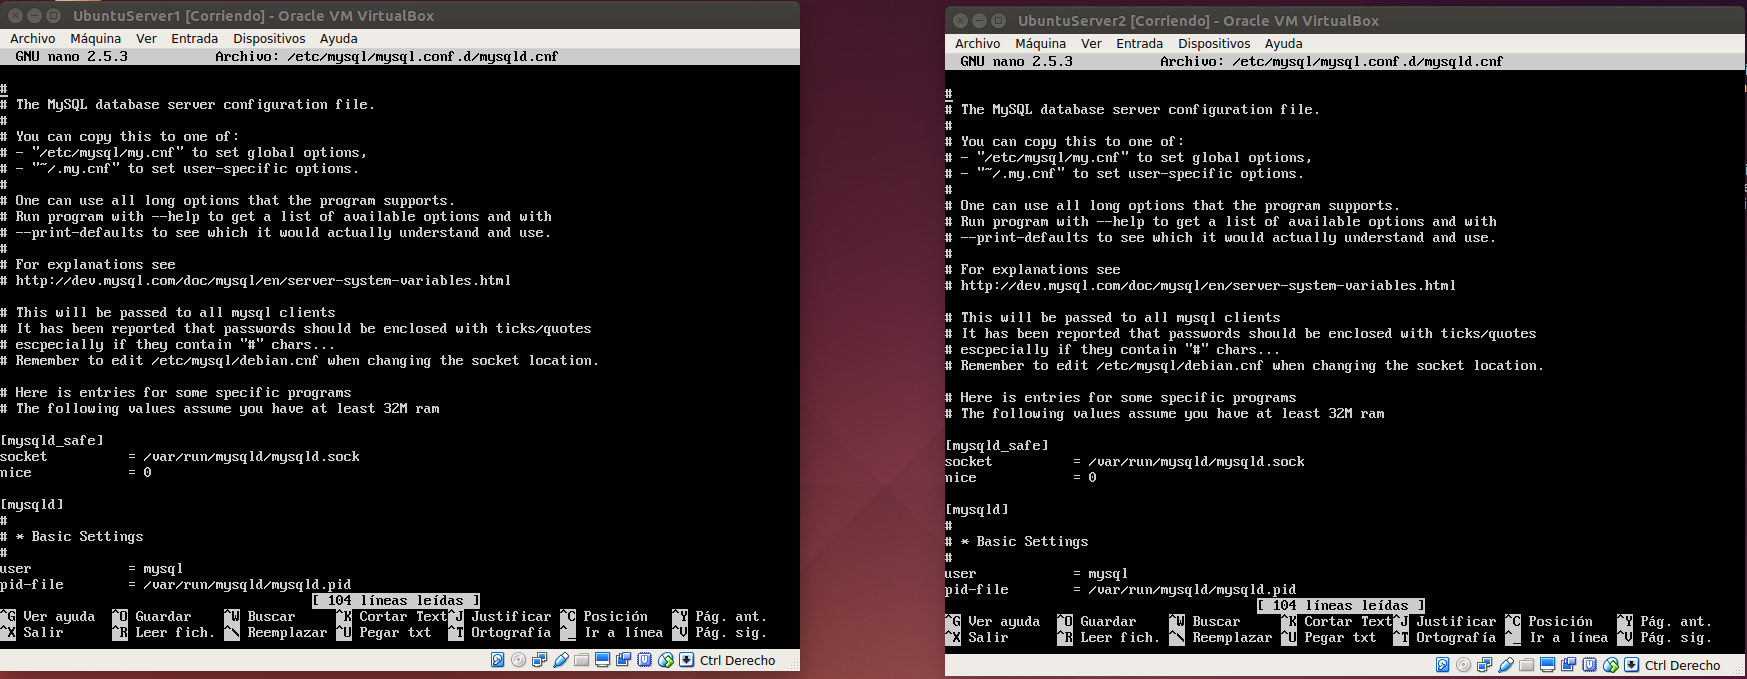 UbuntuServer1 [Corriendo] - Oracle VM VirtualBox
Archivo Máquina Ver Entrada Dispositivos Ayuda
GNU nano 2.5.3 Archivo: /etc/mysql/mysql.conf.d/mysqld.cnf
#
# The MySQL database server configuration file.
#
# You can copy this to one of:
# - "/etc/mysql/my.cnf" to set global options,
# - "~/.my.cnf" to set user-specific options.
#
# One can use all long options that the program supports.
# Run program with --help to get a list of available options and with
# --print-defaults to see which it would actually understand and use.
#
# For explanations see
# http://dev.mysql.com/doc/mysql/en/server-system-variables.html
# This will be passed to all mysql clients
# It has been reported that passwords should be enclosed with ticks/quotes
# escpecially if they contain "#" chars...
# Remember to edit /etc/mysql/debian.cnf when changing the socket location.
# Here is entries for some specific programs
# The following values assume you have at least 32M ram
[mysqld_safe]
socket = /var/run/mysqld/mysqld.sock
nice = 0
[mysqld]
#
# * Basic Settings
#
user = mysql
pid-file = /var/run/mysqld/mysqld.pid
[ 104 líneas leídas ]
^G Ver ayuda ^O Guardar ^W Buscar ^K Cortar Text ^J Justificar ^C Posición ^Y Pág. ant.
^X Salir ^R Leer fich. ^\ Reemplazar ^U Pegar txt ^T Ortografía ^_ Ir a línea ^V Pág. sig.
Ctrl Derecho
UbuntuServer2 [Corriendo] - Oracle VM VirtualBox
Archivo Máquina Ver Entrada Dispositivos Ayuda
GNU nano 2.5.3 Archivo: /etc/mysql/mysql.conf.d/mysqld.cnf
#
# The MySQL database server configuration file.
#
# You can copy this to one of:
# - "/etc/mysql/my.cnf" to set global options,
# - "~/.my.cnf" to set user-specific options.
#
# One can use all long options that the program supports.
# Run program with --help to get a list of available options and with
# --print-defaults to see which it would actually understand and use.
#
# For explanations see
# http://dev.mysql.com/doc/mysql/en/server-system-variables.html
# This will be passed to all mysql clients
# It has been reported that passwords should be enclosed with ticks/quotes
# escpecially if they contain "#" chars...
# Remember to edit /etc/mysql/debian.cnf when changing the socket location.
# Here is entries for some specific programs
# The following values assume you have at least 32M ram
[mysqld_safe]
socket = /var/run/mysqld/mysqld.sock
nice = 0
[mysqld]
#
# * Basic Settings
#
user = mysql
pid-file = /var/run/mysqld/mysqld.pid
[ 104 líneas leídas ]
^G Ver ayuda ^O Guardar ^W Buscar ^K Cortar Text ^J Justificar ^C Posición ^Y Pág. ant.
^X Salir ^R Leer fich. ^\ Reemplazar ^U Pegar txt ^T Ortografía ^_ Ir a línea ^V Pág. sig.
Ctrl Derecho